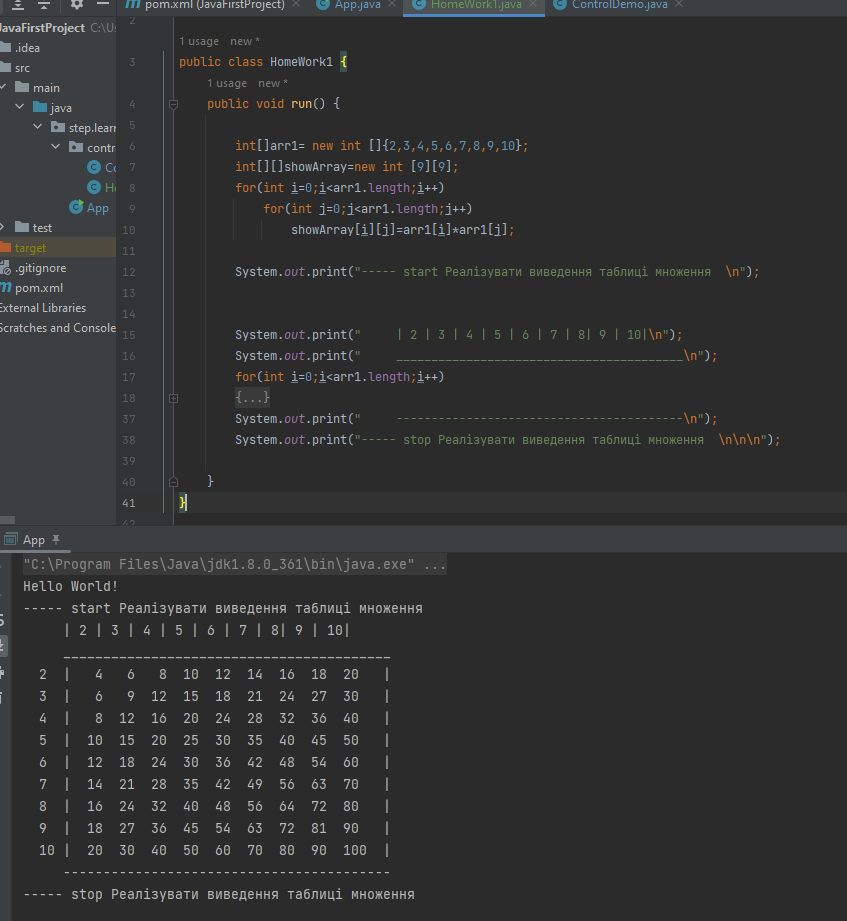 pom.xml (JavaFirstProject) App.java HomeWork1.java ControlDemo.java
JavaFirstProject C:\Us
.idea
src
main
java
step.learn
contr
Co
Ho
App
test
target
.gitignore
pom.xml
External Libraries
Scratches and Console
2
1 usage new *
3 public class HomeWork1 {
1 usage new *
4 public void run() {
5
6 int[]arr1= new int []{2,3,4,5,6,7,8,9,10};
7 int[][]showArray=new int [9][9];
8 for(int i=0;i<arr1.length;i++)
9 for(int j=0;j<arr1.length;j++)
10 showArray[i][j]=arr1[i]*arr1[j];
11
12 System.out.print("----- start Реалізувати виведення таблиці множення \n");
13
14
15 System.out.print("     | 2 | 3 | 4 | 5 | 6 | 7 | 8| 9 | 10|\n");
16 System.out.print("     _________________________________________\n");
17 for(int i=0;i<arr1.length;i++)
18 {...}
37 System.out.print("     -----------------------------------------\n");
38 System.out.print("----- stop Реалізувати виведення таблиці множення \n\n\n");
39
40 }
41 }
42
App
"C:\Program Files\Java\jdk1.8.0_361\bin\java.exe" ...
Hello World!
----- start Реалізувати виведення таблиці множення
| 2 | 3 | 4 | 5 | 6 | 7 | 8| 9 | 10|
_________________________________________
2 | 4 6 8 10 12 14 16 18 20 |
3 | 6 9 12 15 18 21 24 27 30 |
4 | 8 12 16 20 24 28 32 36 40 |
5 | 10 15 20 25 30 35 40 45 50 |
6 | 12 18 24 30 36 42 48 54 60 |
7 | 14 21 28 35 42 49 56 63 70 |
8 | 16 24 32 40 48 56 64 72 80 |
9 | 18 27 36 45 54 63 72 81 90 |
10 | 20 30 40 50 60 70 80 90 100 |
-----------------------------------------
----- stop Реалізувати виведення таблиці множення